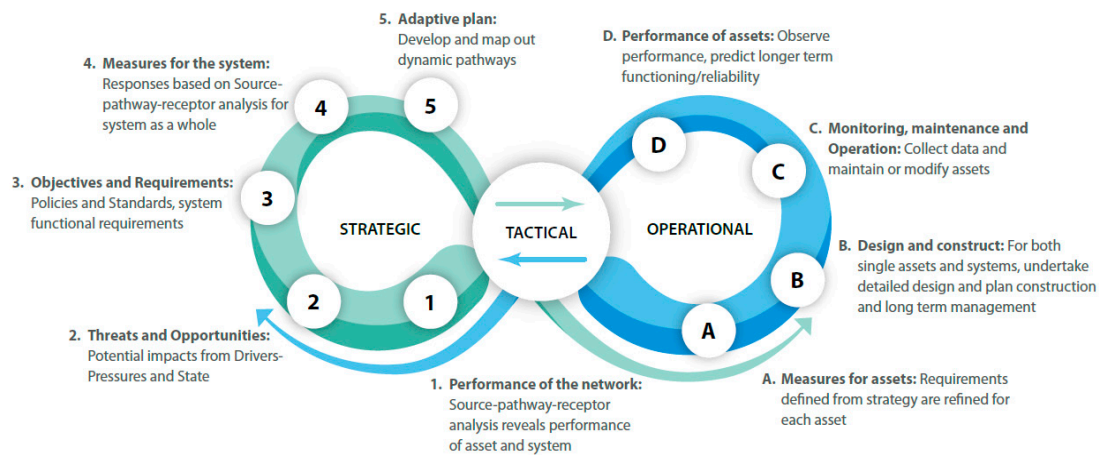 5. Adaptive plan:
Develop and map out
dynamic pathways
4. Measures for the system:
Responses based on Source-
pathway-receptor analysis for
system as a whole
3. Objectives and Requirements:
Policies and Standards, system
functional requirements
2. Threats and Opportunities:
Potential impacts from Drivers-
Pressures and State
1. Performance of the network:
Source-pathway-receptor
analysis reveals performance
of asset and system
4
5
3
2
1
STRATEGIC
TACTICAL
OPERATIONAL
D
C
B
A
D. Performance of assets: Observe
performance, predict longer term
functioning/reliability
C. Monitoring, maintenance and
Operation: Collect data and
maintain or modify assets
B. Design and construct: For both
single assets and systems, undertake
detailed design and plan construction
and long term management
A. Measures for assets: Requirements
defined from strategy are refined for
each asset